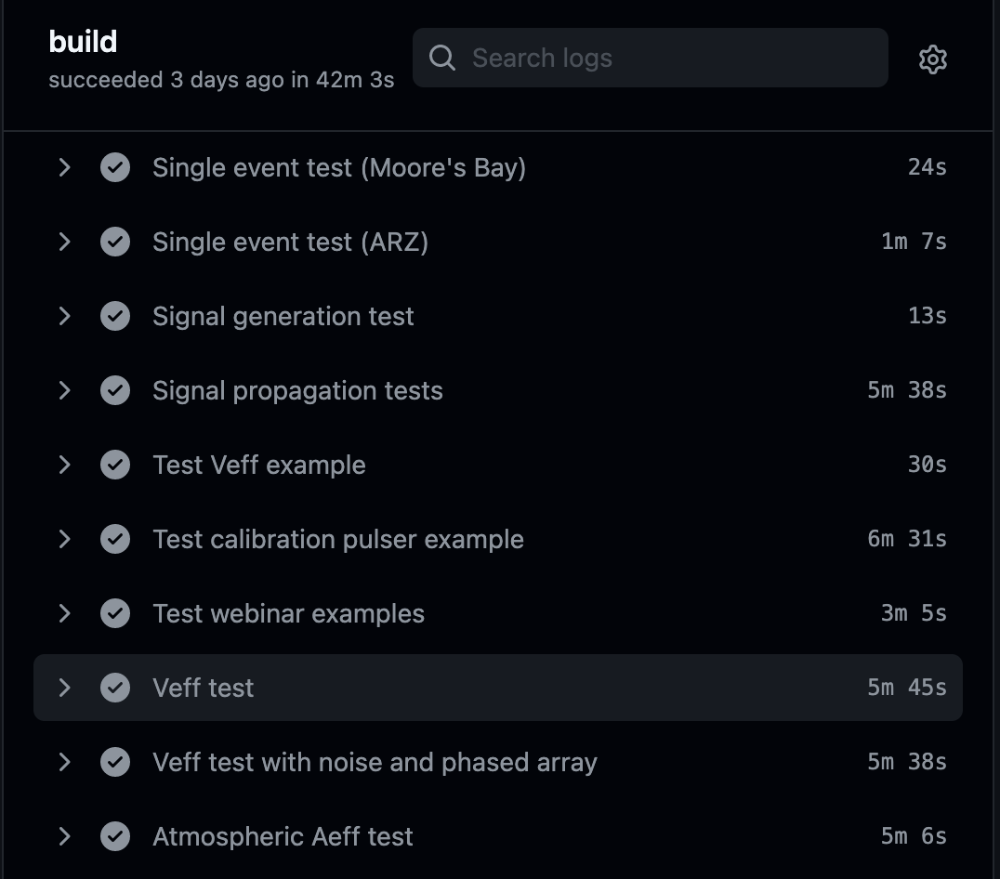 build
succeeded 3 days ago in 42m 3s
Search logs
Single event test (Moore's Bay) 24s
Single event test (ARZ) 1m 7s
Signal generation test 13s
Signal propagation tests 5m 38s
Test Veff example 30s
Test calibration pulser example 6m 31s
Test webinar examples 3m 5s
Veff test 5m 45s
Veff test with noise and phased array 5m 38s
Atmospheric Aeff test 5m 6s